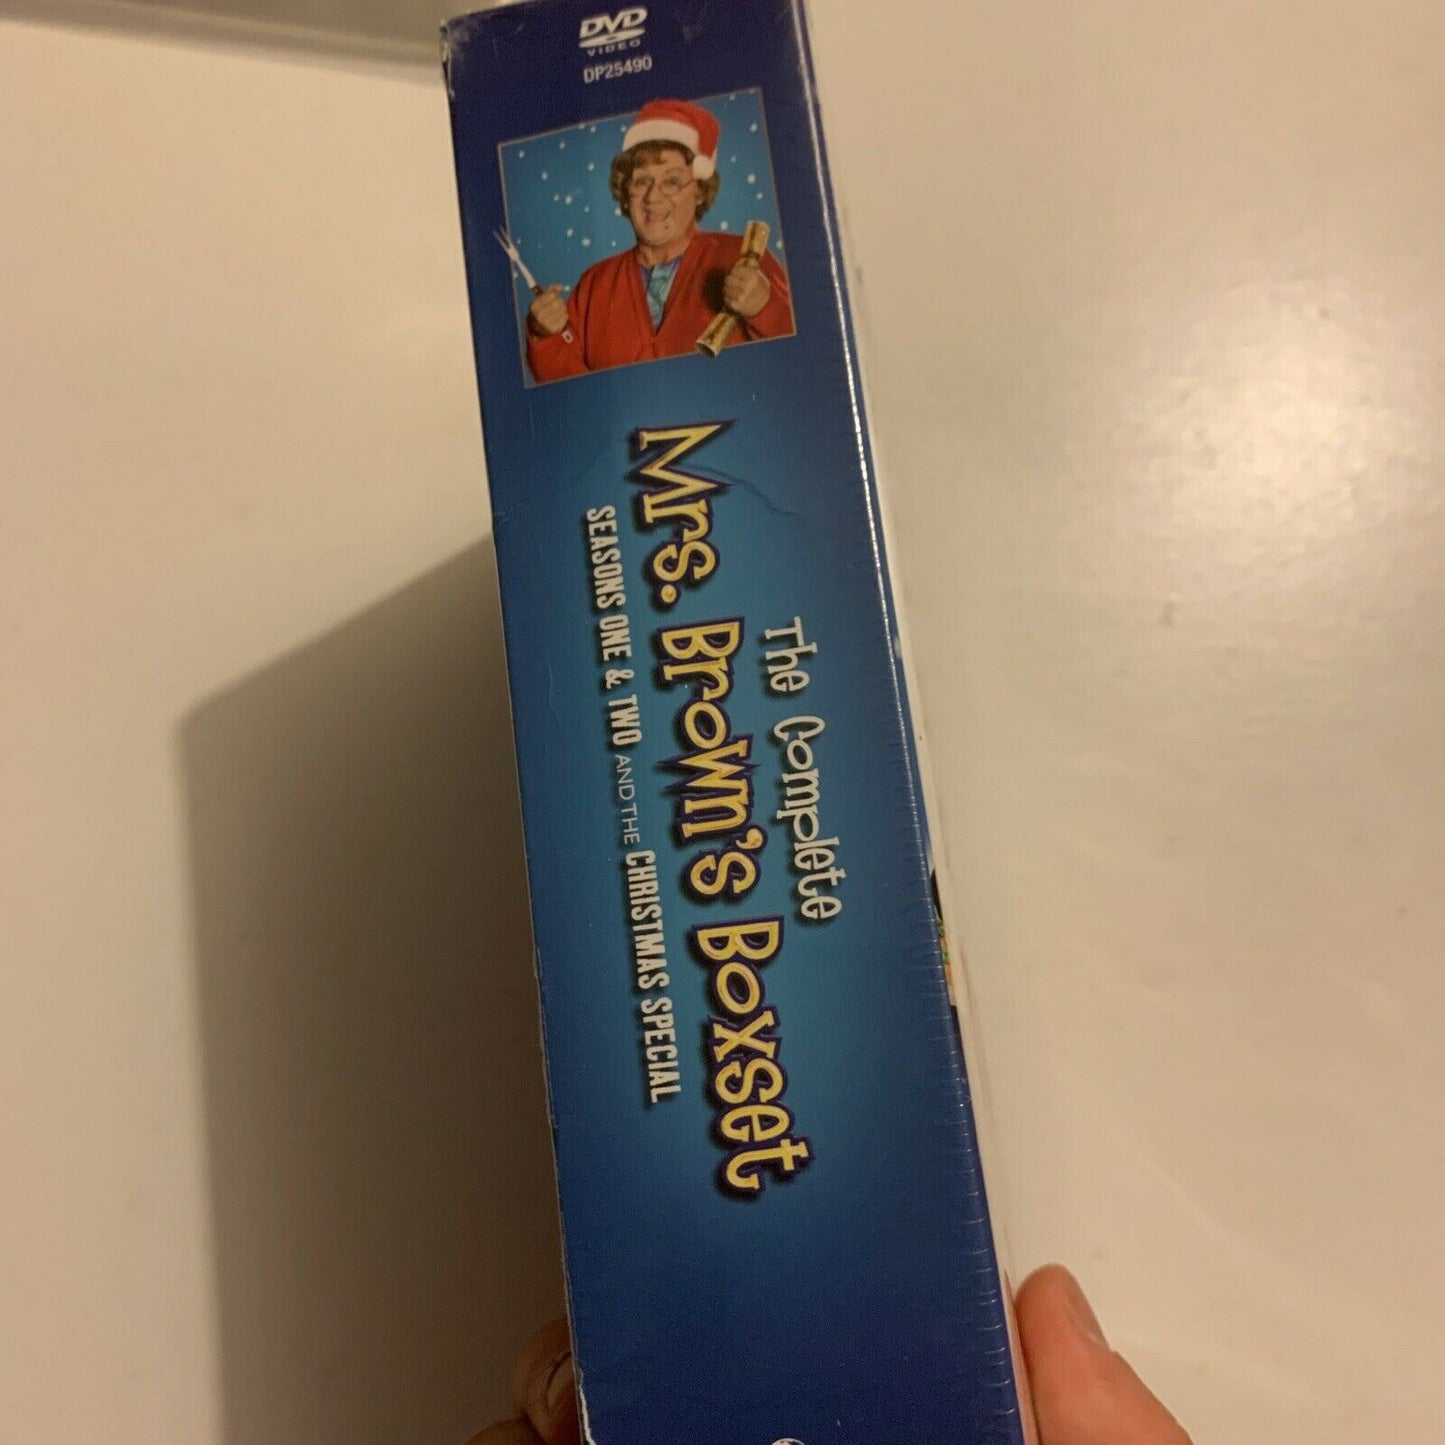 DVD
VIDEO
DP25490
The Complete
Mrs. Brown's Boxset
SEASONS ONE & TWO AND THE CHRISTMAS SPECIAL